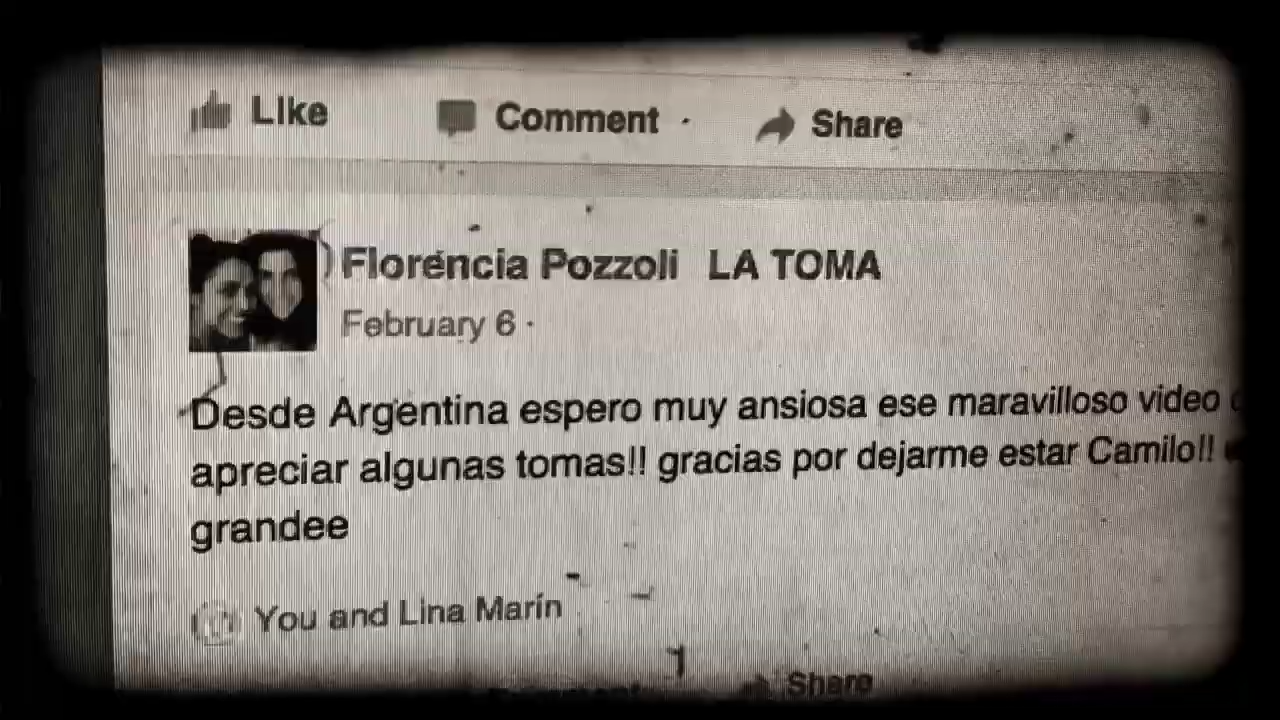 Like Comment · Share
Florencia Pozzoli LA TOMA
February 6 ·
Desde Argentina espero muy ansiosa ese maravilloso video
apreciar algunas tomas!! gracias por dejarme estar Camilo!!
grandee
You and Lina Marín
Share